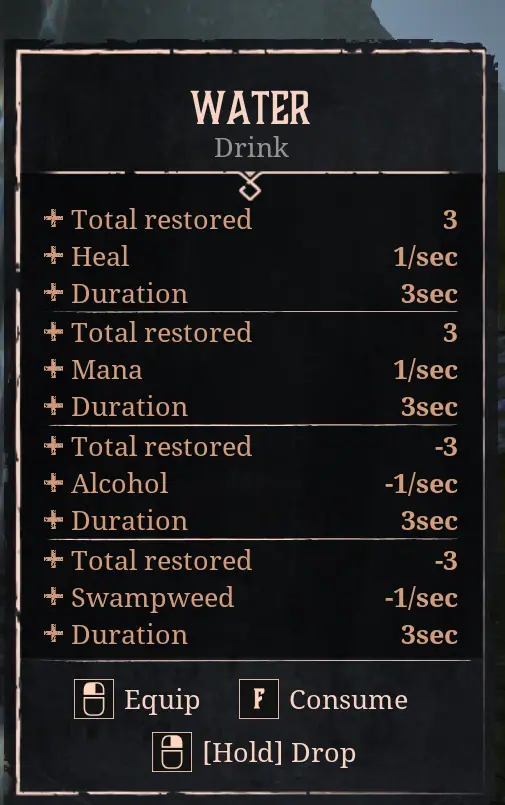 WATER
Drink
Total restored 3
Heal 1/sec
Duration 3sec
Total restored 3
Mana 1/sec
Duration 3sec
Total restored -3
Alcohol -1/sec
Duration 3sec
Total restored -3
Swampweed -1/sec
Duration 3sec
Equip F Consume
[Hold] Drop